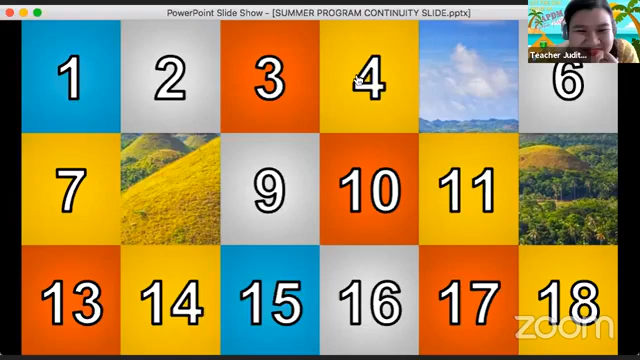 PowerPoint Slide Show - [SUMMER PROGRAM CONTINUITY SLIDE.pptx]
Teacher Judit...
1 2 3 4 6
7 9 10 11
13 14 15 16 17 18
zoom